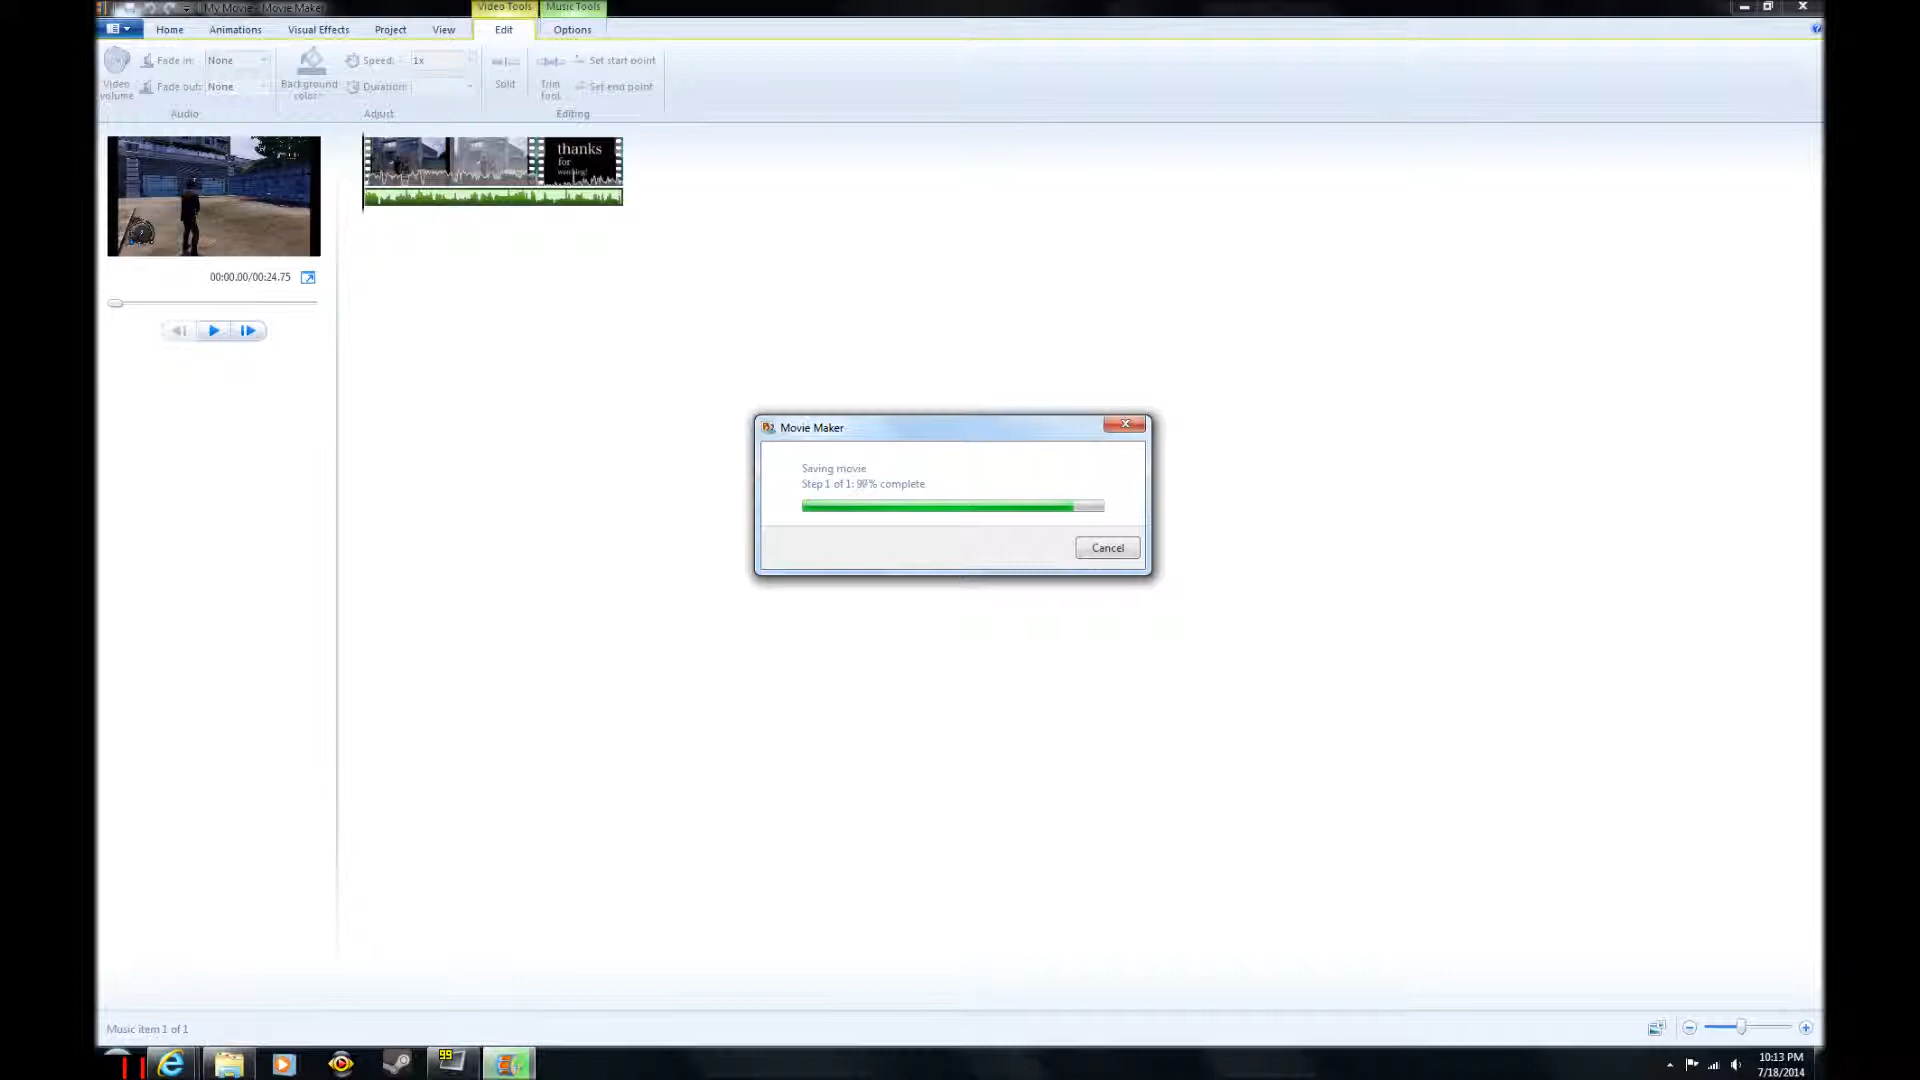 My Movie - Movie Maker
Video Tools
Music Tools
Home
Animations
Visual Effects
Project
View
Edit
Options
Video volume
Fade in: None
Fade out: None
Audio
Background color
Speed: 1x
Duration:
Adjust
Split
Trim tool
Set start point
Set end point
Editing
thanks
for
watching!
00:00.00/00:24.75
Movie Maker
Saving movie
Step 1 of 1: % complete
Cancel
Music item 1 of 1
99
10:13 PM
7/18/2014